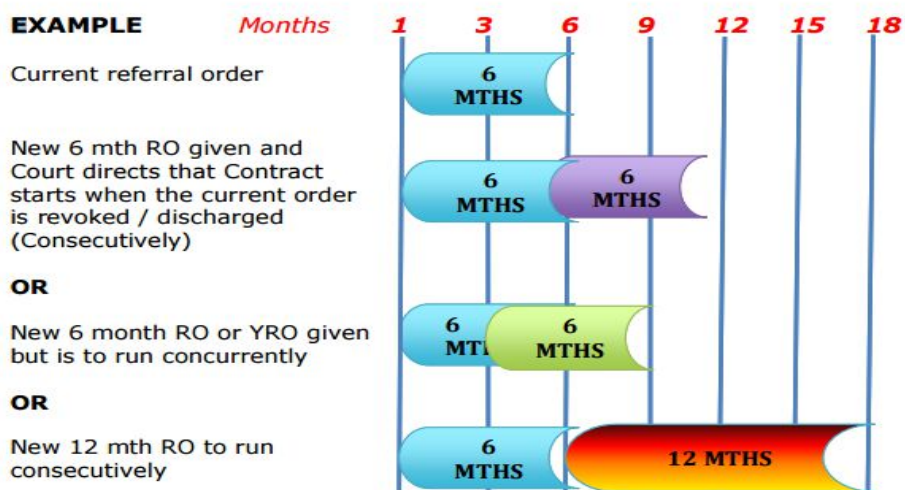 EXAMPLE Months 1 3 6 9 12 15 18
Current referral order
6
MTHS
New 6 mth RO given and
Court directs that Contract
starts when the current order
is revoked / discharged
(Consecutively)
6
MTHS
6
MTHS
OR
New 6 month RO or YRO given
but is to run concurrently
6
6
MTHS
OR
New 12 mth RO to run
consecutively
6
MTHS
12 MTHS